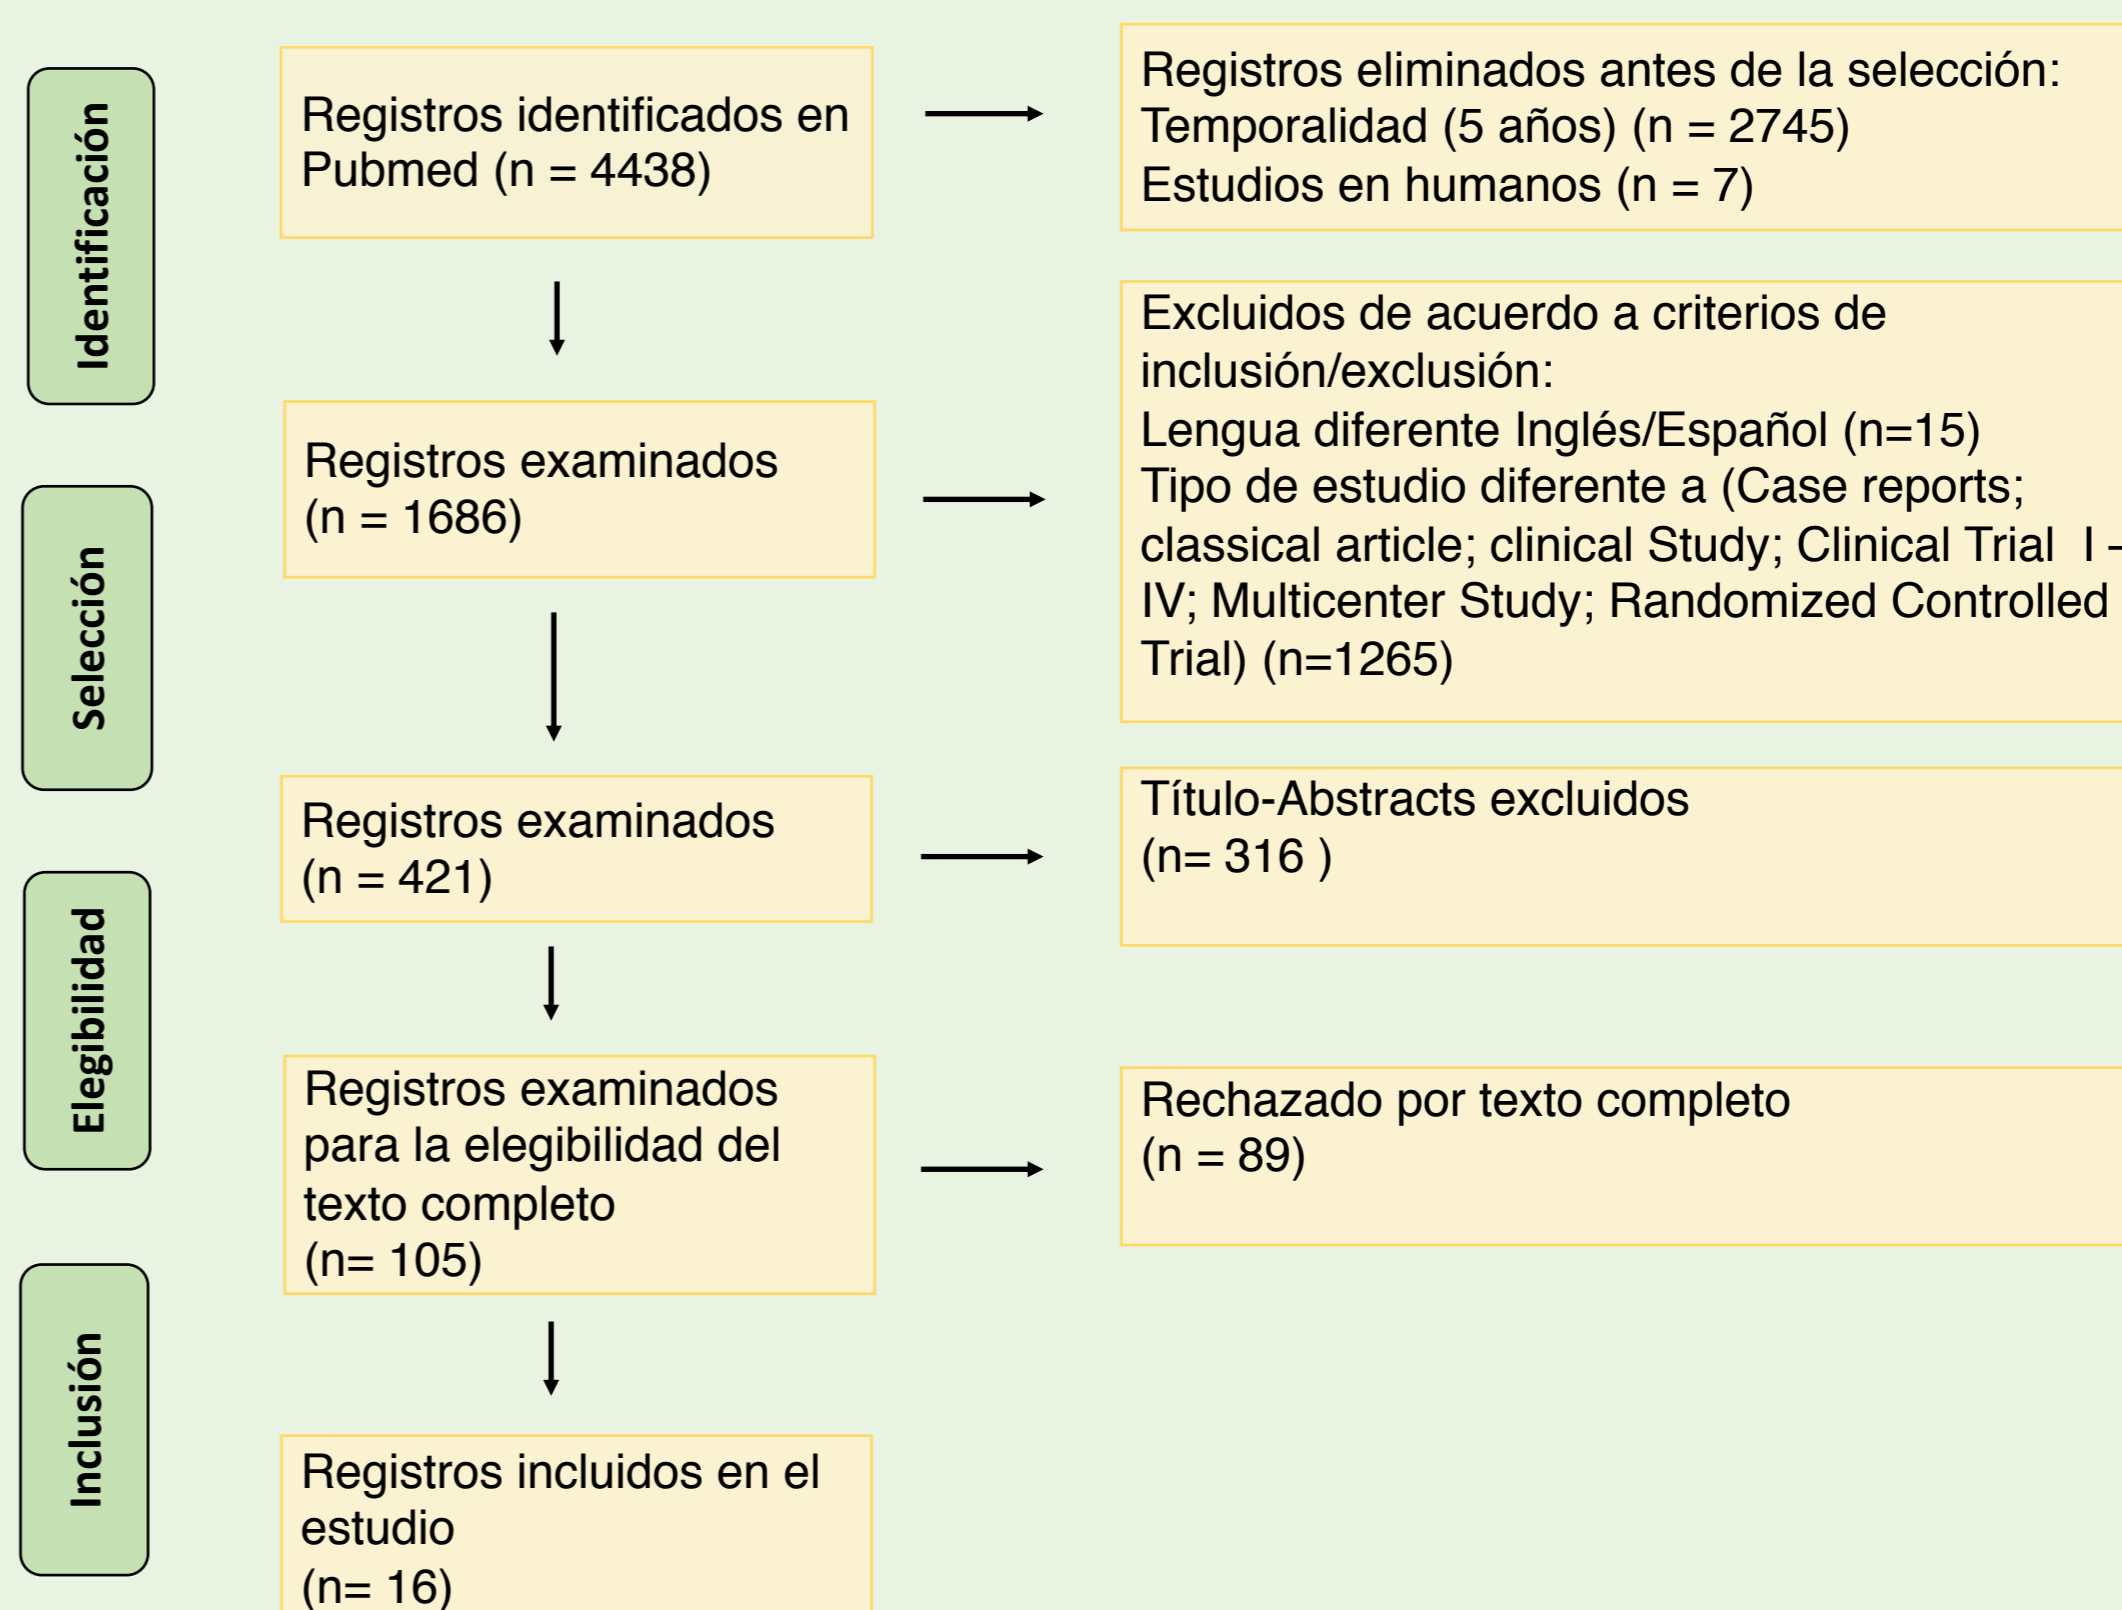 Identificación
Registros identificados en
Pubmed (n = 4438)
Registros eliminados antes de la selección:
Temporalidad (5 años) (n = 2745)
Estudios en humanos (n = 7)
Selección
Registros examinados
(n = 1686)
Excluidos de acuerdo a criterios de
inclusión/exclusión:
Lengua diferente Inglés/Español (n=15)
Tipo de estudio diferente a (Case reports;
classical article; clinical Study; Clinical Trial  I -
IV; Multicenter Study; Randomized Controlled
Trial) (n=1265)
Registros examinados
(n = 421)
Título-Abstracts excluidos
(n= 316 )
Elegibilidad
Registros examinados
para la elegibilidad del
texto completo
(n= 105)
Rechazado por texto completo
(n = 89)
Inclusión
Registros incluidos en el
estudio
(n= 16)